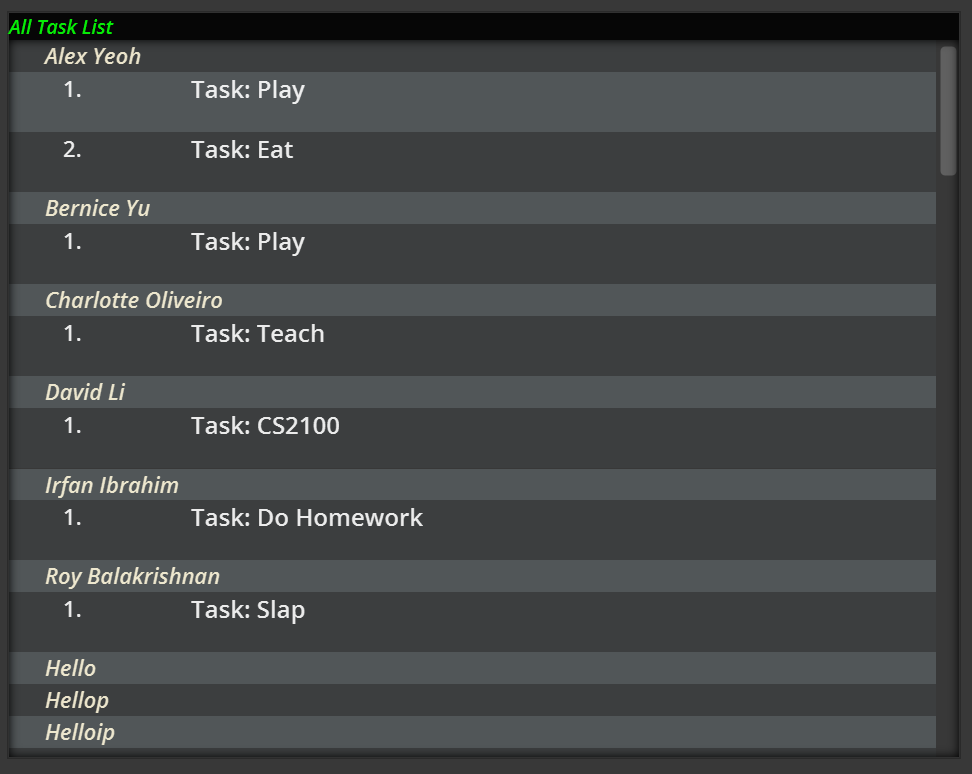 All Task List
Alex Yeoh
1. Task: Play
2. Task: Eat
Bernice Yu
1. Task: Play
Charlotte Oliveiro
1. Task: Teach
David Li
1. Task: CS2100
Irfan Ibrahim
1. Task: Do Homework
Roy Balakrishnan
1. Task: Slap
Hello
Hellop
Helloip